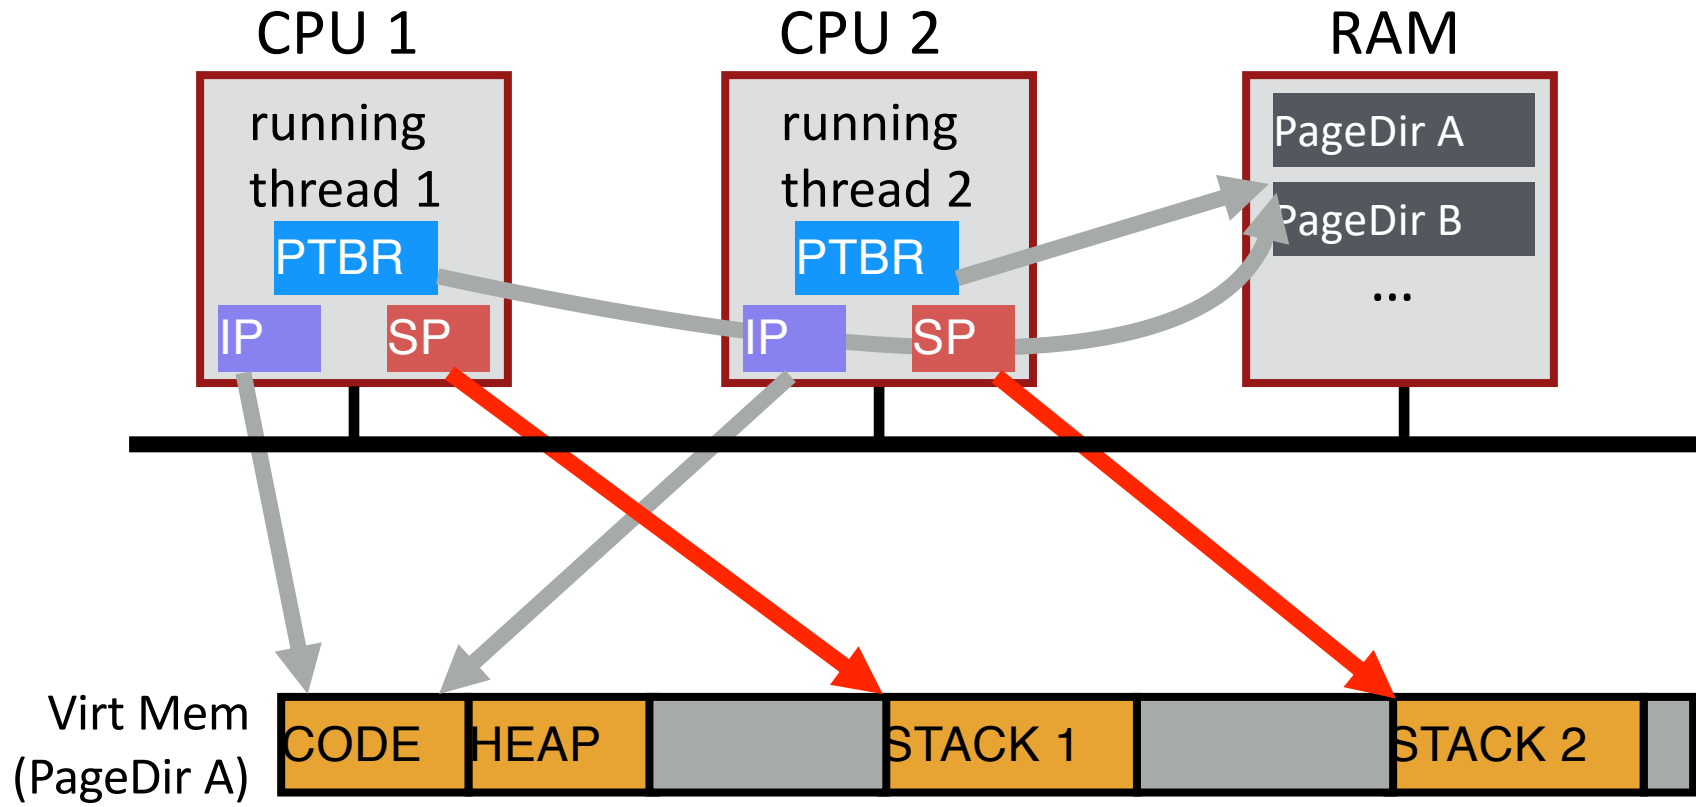 CPU 1
CPU 2
RAM
running
thread 1
PTBR
IP
SP
running
thread 2
PTBR
IP
SP
PageDir A
PageDir B
...
Virt Mem
(PageDir A)
CODE
HEAP
STACK 1
STACK 2